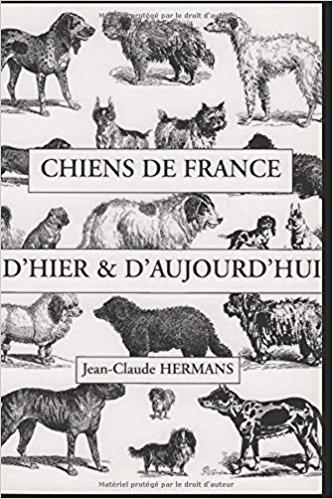 Matériel protégé par le droit d'auteur
CHIENS DE FRANCE
D'HIER & D'AUJOURD'HUI
Jean-Claude HERMANS
Matériel protégé par le droit d'auteur